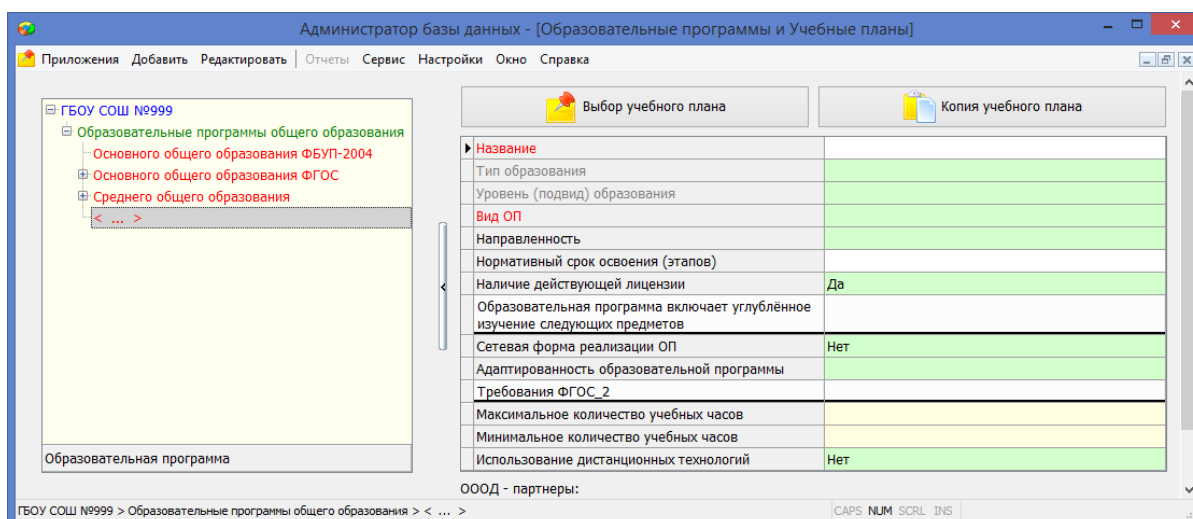 Администратор базы данных - [Образовательные программы и Учебные планы]
Приложения Добавить Редактировать Отчеты Сервис Настройки Окно Справка
ГБОУ СОШ №999
Образовательные программы общего образования
Основного общего образования ФБУП-2004
Основного общего образования ФГОС
Среднего общего образования
< ... >
Образовательная программа
Выбор учебного плана
Копия учебного плана
Название
Тип образования
Уровень (подвид) образования
Вид ОП
Направленность
Нормативный срок освоения (этапов)
Наличие действующей лицензии Да
Образовательная программа включает углублённое
изучение следующих предметов
Сетевая форма реализации ОП Нет
Адаптированность образовательной программы
Требования ФГОС_2
Максимальное количество учебных часов
Минимальное количество учебных часов
Использование дистанционных технологий Нет
ОООД - партнеры:
ГБОУ СОШ №999 > Образовательные программы общего образования > < ... >
CAPS NUM SCRL INS